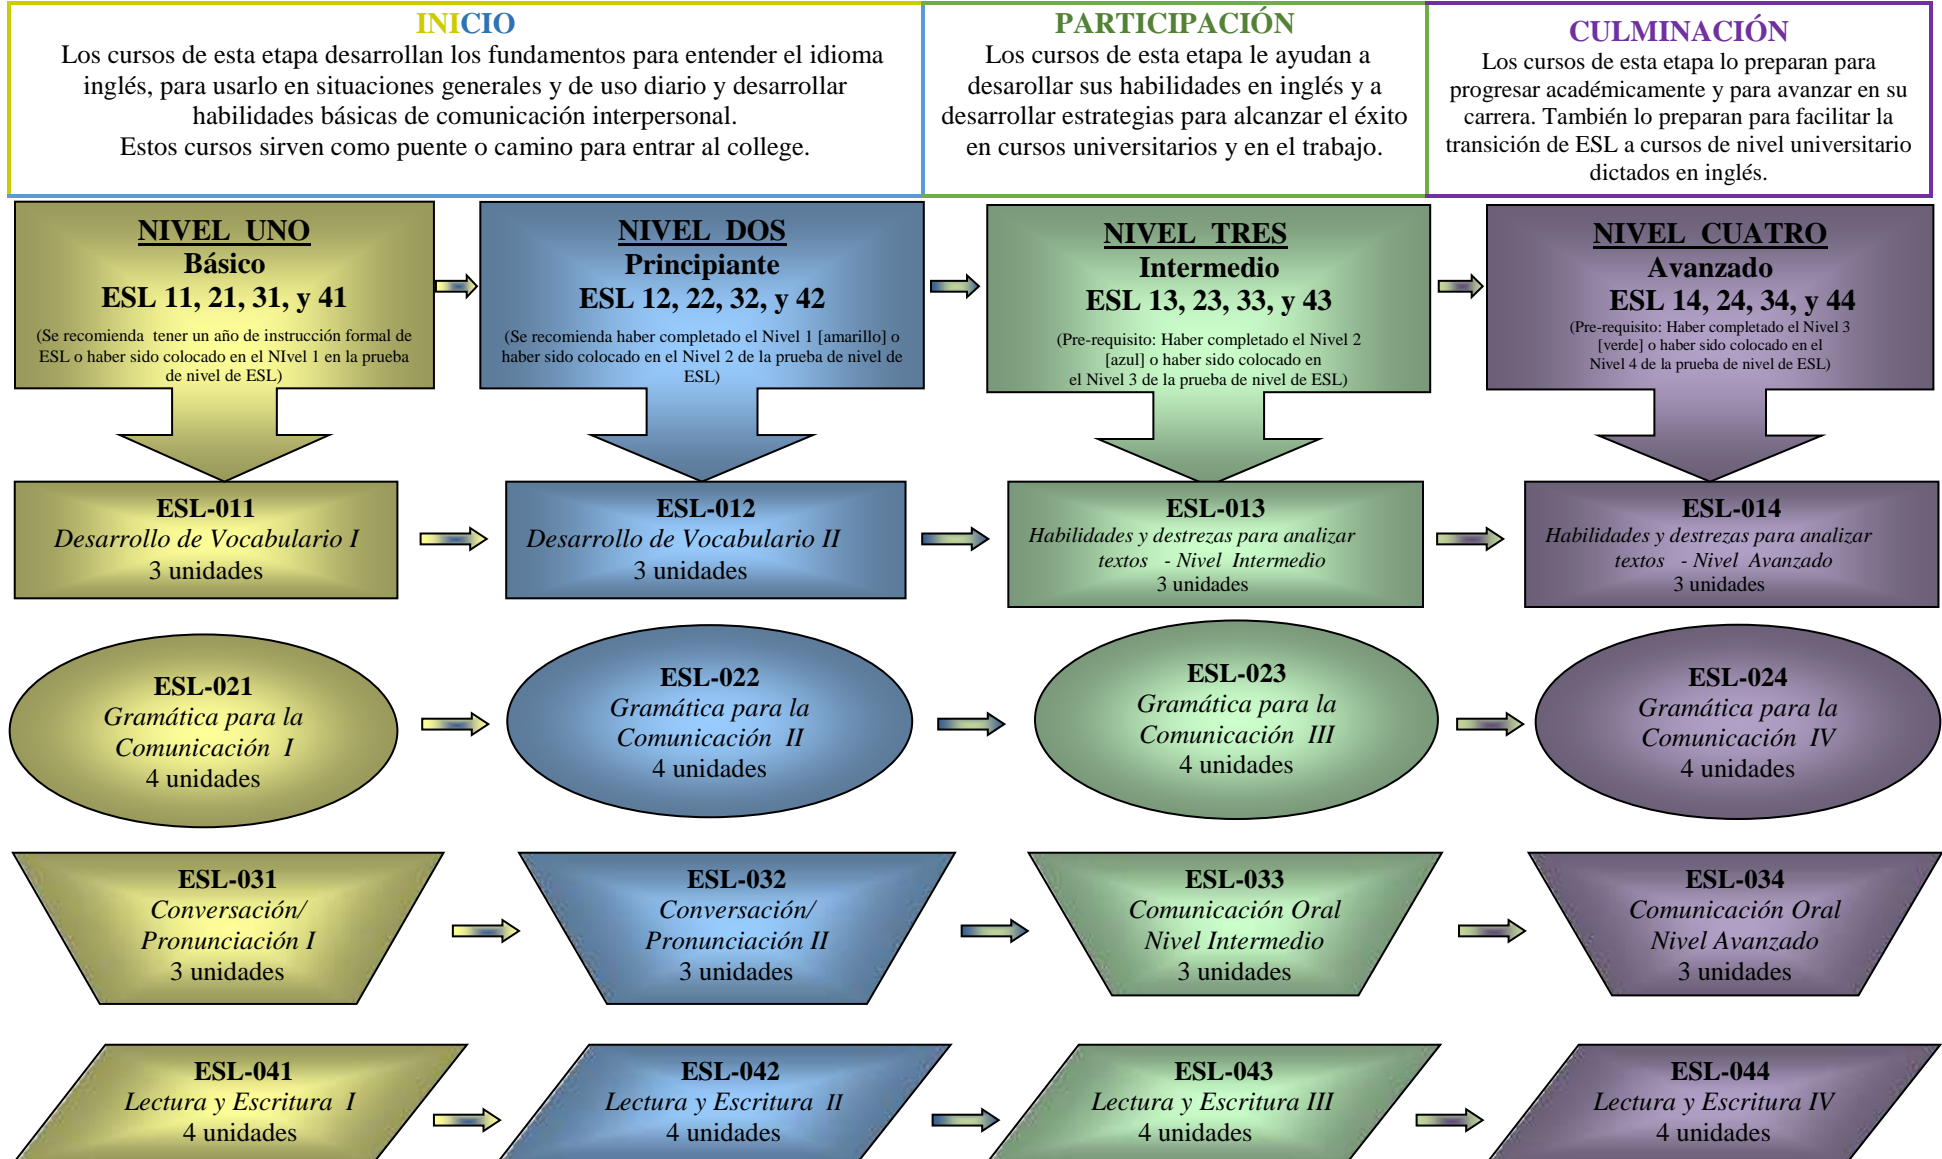 INICIO
Los cursos de esta etapa desarrollan los fundamentos para entender el idioma
inglés, para usarlo en situaciones generales y de uso diario y desarrollar
habilidades básicas de comunicación interpersonal.
Estos cursos sirven como puente o camino para entrar al college.
PARTICIPACIÓN
Los cursos de esta etapa le ayudan a
desarollar sus habilidades en inglés y a
desarrollar estrategias para alcanzar el éxito
en cursos universitarios y en el trabajo.
CULMINACIÓN
Los cursos de esta etapa lo preparan para
progresar académicamente y para avanzar en su
carrera. También lo preparan para facilitar la
transición de ESL a cursos de nivel universitario
dictados en inglés.
NIVEL UNO
Básico
ESL 11, 21, 31, y 41
(Se recomienda tener un año de instrucción formal de
ESL o haber sido colocado en el NIvel 1 en la prueba
de nivel de ESL)
NIVEL DOS
Principiante
ESL 12, 22, 32, y 42
(Se recomienda haber completado el Nivel 1 [amarillo] o
haber sido colocado en el Nivel 2 de la prueba de nivel de
ESL)
NIVEL TRES
Intermedio
ESL 13, 23, 33, y 43
(Pre-requisito: Haber completado el Nivel 2
[azul] o haber sido colocado en
el Nivel 3 de la prueba de nivel de ESL)
NIVEL CUATRO
Avanzado
ESL 14, 24, 34, y 44
(Pre-requisito: Haber completado el Nivel 3
[verde] o haber sido colocado en el
Nivel 4 de la prueba de nivel de ESL)
ESL-011
Desarrollo de Vocabulario I
3 unidades
ESL-012
Desarrollo de Vocabulario II
3 unidades
ESL-013
Habilidades y destrezas para analizar
textos - Nivel Intermedio
3 unidades
ESL-014
Habilidades y destrezas para analizar
textos - Nivel Avanzado
3 unidades
ESL-021
Gramática para la
Comunicación I
4 unidades
ESL-022
Gramática para la
Comunicación II
4 unidades
ESL-023
Gramática para la
Comunicación III
4 unidades
ESL-024
Gramática para la
Comunicación IV
4 unidades
ESL-031
Conversación/
Pronunciación I
3 unidades
ESL-032
Conversación/
Pronunciación II
3 unidades
ESL-033
Comunicación Oral
Nivel Intermedio
3 unidades
ESL-034
Comunicación Oral
Nivel Avanzado
3 unidades
ESL-041
Lectura y Escritura I
4 unidades
ESL-042
Lectura y Escritura II
4 unidades
ESL-043
Lectura y Escritura III
4 unidades
ESL-044
Lectura y Escritura IV
4 unidades